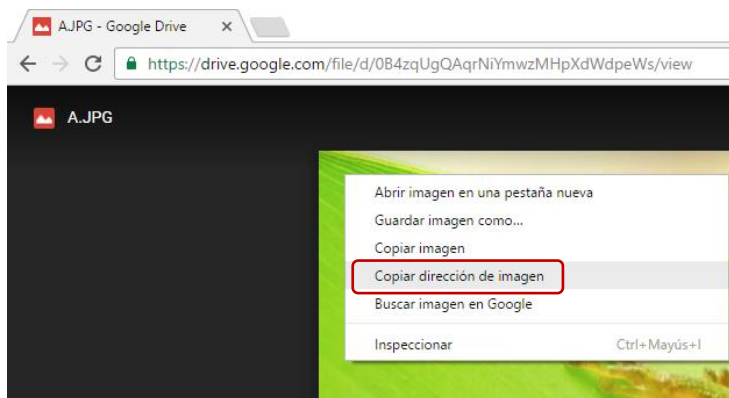 A.JPG - Google Drive
https://drive.google.com/file/d/0B4zqUgQAqrNiYmwzMHpXdWdpeWs/view
A.JPG
Abrir imagen en una pestaña nueva
Guardar imagen como...
Copiar imagen
Copiar dirección de imagen
Buscar imagen en Google
Inspeccionar Ctrl+Mayús+I